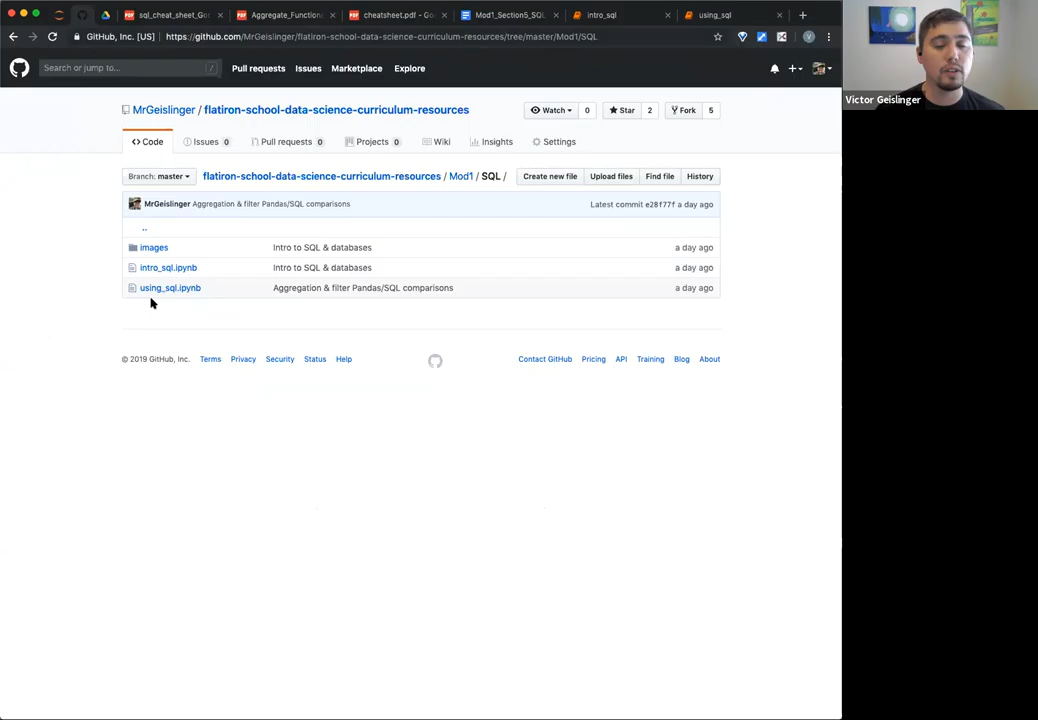 sql_cheat_sheet_Gor
Aggregate_Functions
cheatsheet.pdf - Goo
Mod1_Section5_SQL
intro_sql
using_sql
GitHub, Inc. [US]
https://github.com/MrGeislinger/flatiron-school-data-science-curriculum-resources/tree/master/Mod1/SQL
V
Search or jump to...
/
Pull requests
Issues
Marketplace
Explore
MrGeislinger / flatiron-school-data-science-curriculum-resources
Watch
0
Star
2
Fork
5
Code
Issues 0
Pull requests 0
Projects 0
Wiki
Insights
Settings
Branch: master
flatiron-school-data-science-curriculum-resources / Mod1 / SQL /
Create new file
Upload files
Find file
History
MrGeislinger Aggregation & filter Pandas/SQL comparisons
Latest commit e28f77f a day ago
..
images
Intro to SQL & databases
a day ago
intro_sql.ipynb
Intro to SQL & databases
a day ago
using_sql.ipynb
Aggregation & filter Pandas/SQL comparisons
a day ago
© 2019 GitHub, Inc.
Terms
Privacy
Security
Status
Help
Contact GitHub
Pricing
API
Training
Blog
About
Victor Geislinger